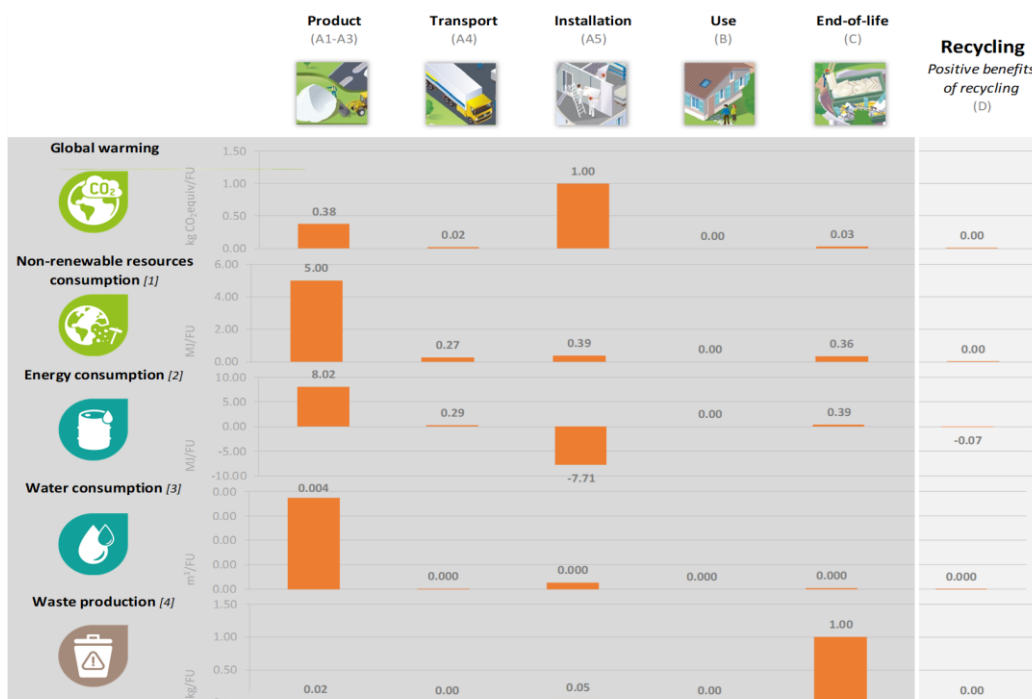 Product
(A1-A3)
Transport
(A4)
Installation
(A5)
Use
(B)
End-of-life
(C)
Recycling
Positive benefits
of recycling
(D)
Global warming
CO2
kg CO2equiv/FU
1.50
1.00
0.50
0.00
0.38
0.02
1.00
0.00
0.03
0.00
Non-renewable resources
consumption [1]
MJ/FU
6.00
4.00
2.00
0.00
5.00
0.27
0.39
0.00
0.36
0.00
Energy consumption [2]
MJ/FU
10.00
5.00
0.00
-5.00
-10.00
8.02
0.29
-7.71
0.00
0.39
-0.07
Water consumption [3]
m³/FU
0.00
0.00
0.00
0.00
0.00
0.004
0.000
0.000
0.000
0.000
0.000
Waste production [4]
kg/FU
1.50
1.00
0.50
0.02
0.00
0.05
0.00
1.00
0.00